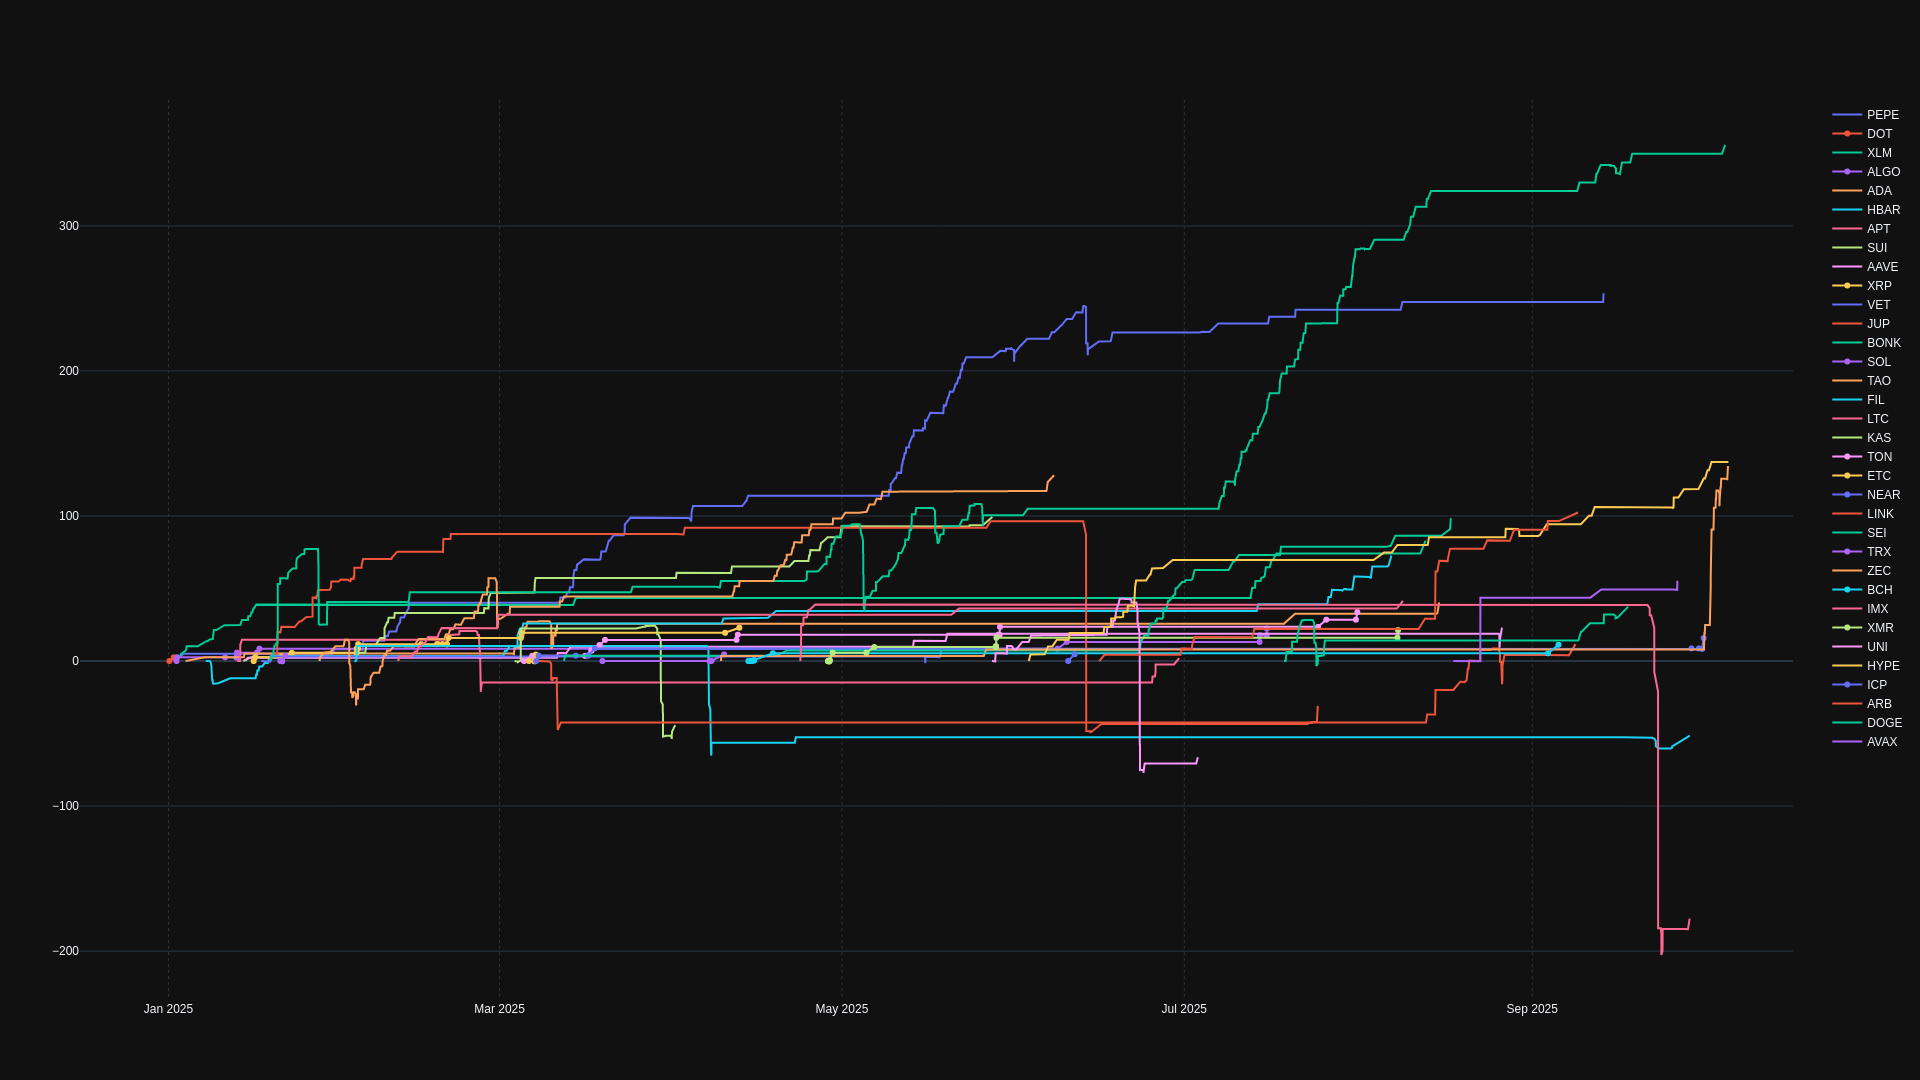 300
200
100
0
−100
−200
Jan 2025
Mar 2025
May 2025
Jul 2025
Sep 2025
PEPE
DOT
XLM
ALGO
ADA
HBAR
APT
SUI
AAVE
XRP
VET
JUP
BONK
SOL
TAO
FIL
LTC
KAS
TON
ETC
NEAR
LINK
SEI
TRX
ZEC
BCH
IMX
XMR
UNI
HYPE
ICP
ARB
DOGE
AVAX